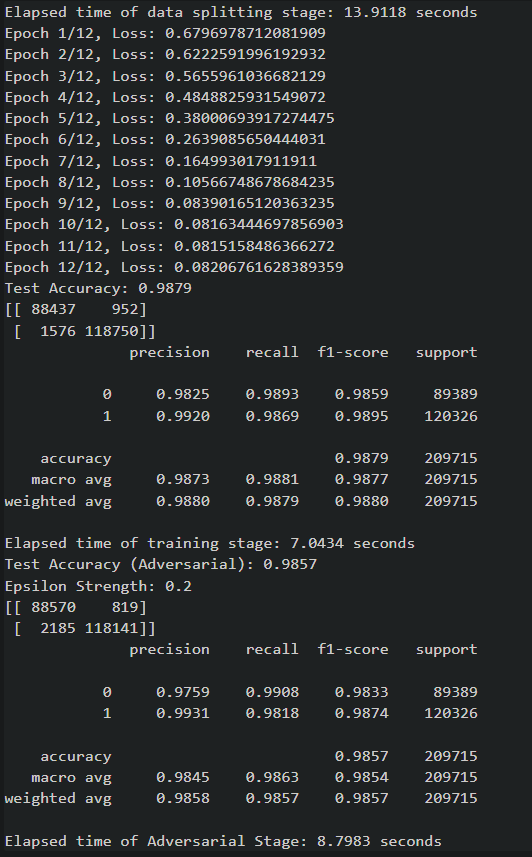 Elapsed time of data splitting stage: 13.9118 seconds
Epoch 1/12, Loss: 0.6796978712081909
Epoch 2/12, Loss: 0.6222591996192932
Epoch 3/12, Loss: 0.5655961036682129
Epoch 4/12, Loss: 0.4848825931549072
Epoch 5/12, Loss: 0.38000693917274475
Epoch 6/12, Loss: 0.2639085650444031
Epoch 7/12, Loss: 0.164993017911911
Epoch 8/12, Loss: 0.10566748678684235
Epoch 9/12, Loss: 0.08390165120363235
Epoch 10/12, Loss: 0.08163444697856903
Epoch 11/12, Loss: 0.0815158486366272
Epoch 12/12, Loss: 0.08206761628389359
Test Accuracy: 0.9879
[[ 88437    952]
 [  1576 118750]]
              precision    recall  f1-score   support
           0     0.9825    0.9893    0.9859     89389
           1     0.9920    0.9869    0.9895    120326
    accuracy                         0.9879    209715
   macro avg     0.9873    0.9881    0.9877    209715
weighted avg     0.9880    0.9879    0.9880    209715
Elapsed time of training stage: 7.0434 seconds
Test Accuracy (Adversarial): 0.9857
Epsilon Strength: 0.2
[[ 88570    819]
 [  2185 118141]]
              precision    recall  f1-score   support
           0     0.9759    0.9908    0.9833     89389
           1     0.9931    0.9818    0.9874    120326
    accuracy                         0.9857    209715
   macro avg     0.9845    0.9863    0.9854    209715
weighted avg     0.9858    0.9857    0.9857    209715
Elapsed time of Adversarial Stage: 8.7983 seconds